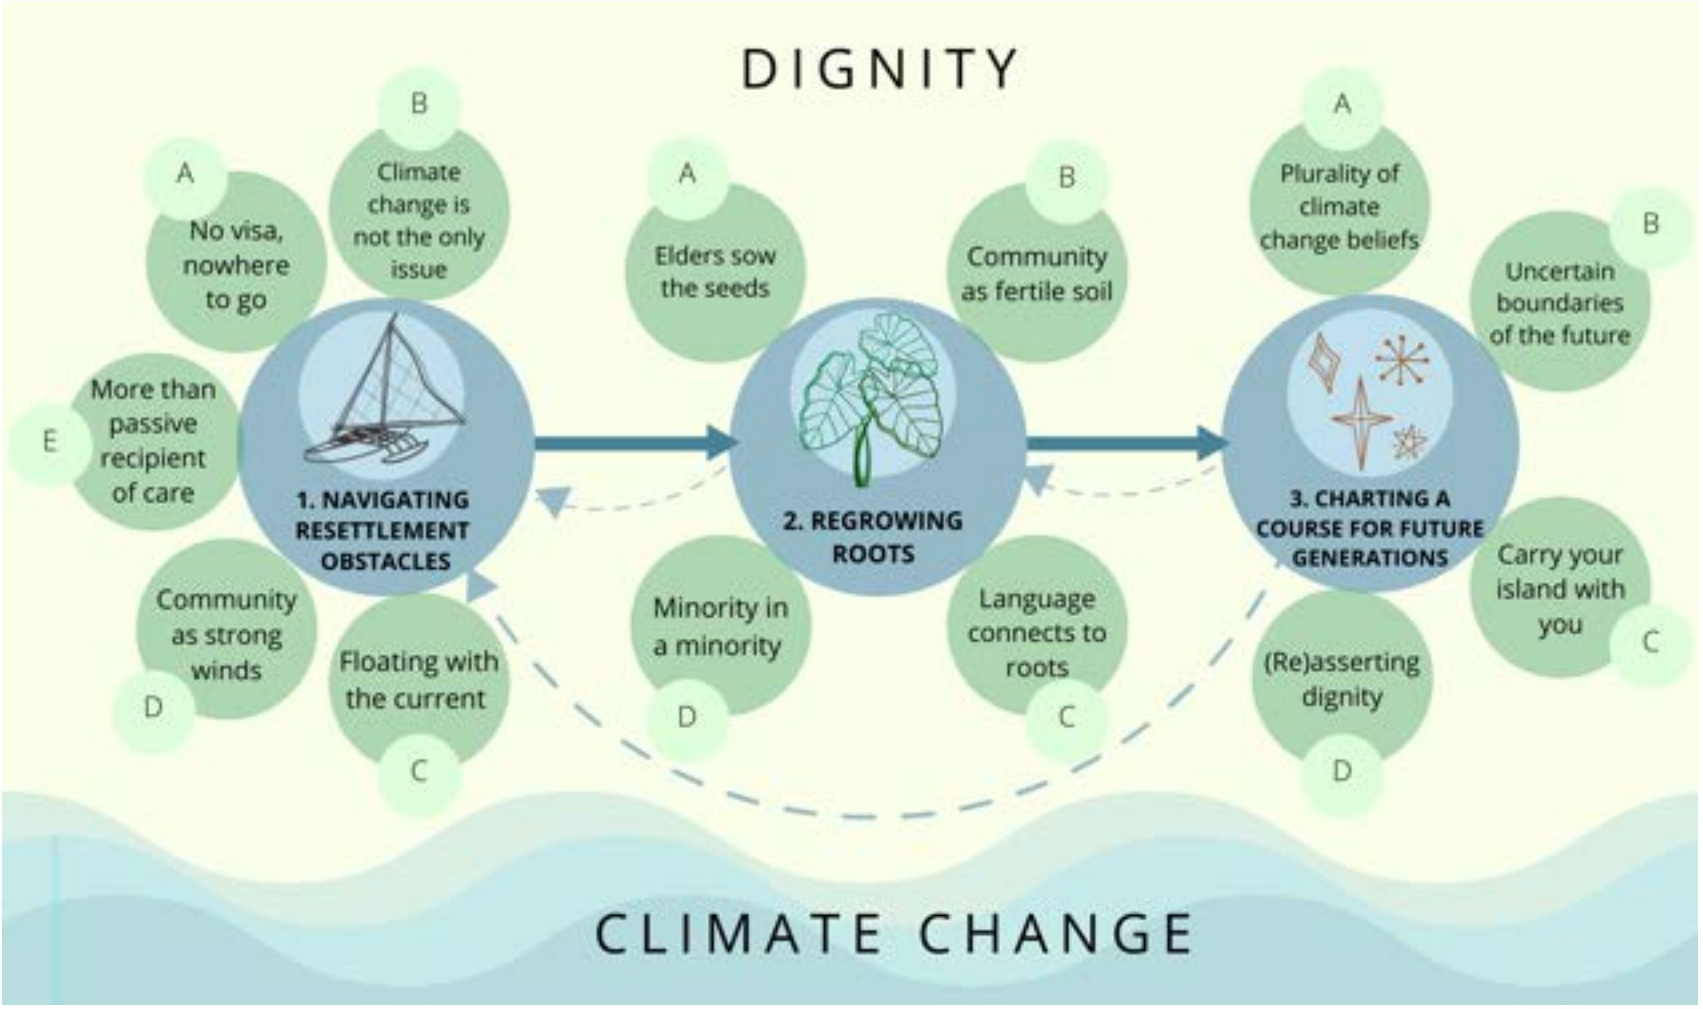 DIGNITY
A
No visa,
nowhere
to go
B
Climate
change is
not the only
issue
E
More than
passive
recipient
of care
1. NAVIGATING
RESETTLEMENT
OBSTACLES
D
Community
as strong
winds
C
Floating with
the current
A
Elders sow
the seeds
B
Community
as fertile soil
2. REGROWING
ROOTS
D
Minority in
a minority
C
Language
connects to
roots
A
Plurality of
climate
change beliefs
B
Uncertain
boundaries
of the future
3. CHARTING A
COURSE FOR FUTURE
GENERATIONS
C
Carry your
island with
you
D
(Re)asserting
dignity
CLIMATE CHANGE